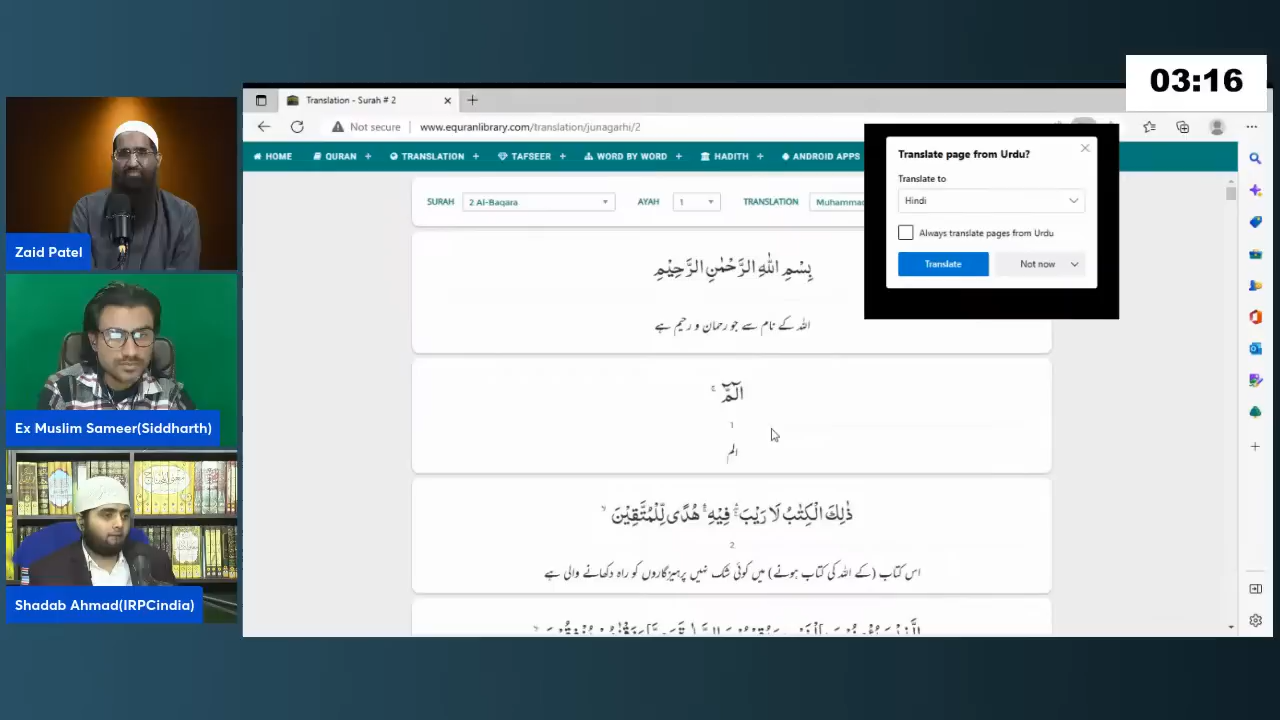 03:16
Translation - Surah # 2
Not secure
www.equranlibrary.com/translation/junagarhi/2
HOME
QURAN +
TRANSLATION +
TAFSEER +
WORD BY WORD +
HADITH +
ANDROID APPS
Translate page from Urdu?
Translate to
Hindi
Always translate pages from Urdu
Translate
Not now
SURAH
2 Al-Baqara
AYAH
1
TRANSLATION
Muhammad
بِسْمِ اللّٰهِ الرَّحْمٰنِ الرَّحِيْمِ
اللہ کے نام سے جو رحمان و رحیم ہے
الۤمّۤ ۚ
1
الم
ذٰلِكَ الْكِتٰبُ لَا رَيْبَ ۛ فِيْهِ ۛ هُدًى لِّلْمُتَّقِيْنَ ۙ
2
اس کتاب (کے اللہ کی کتاب ہونے) میں کوئی شک نہیں پرہیزگاروں کو راه دکھانے والی ہے
Zaid Patel
Ex Muslim Sameer(Siddharth)
Shadab Ahmad(IRPCindia)